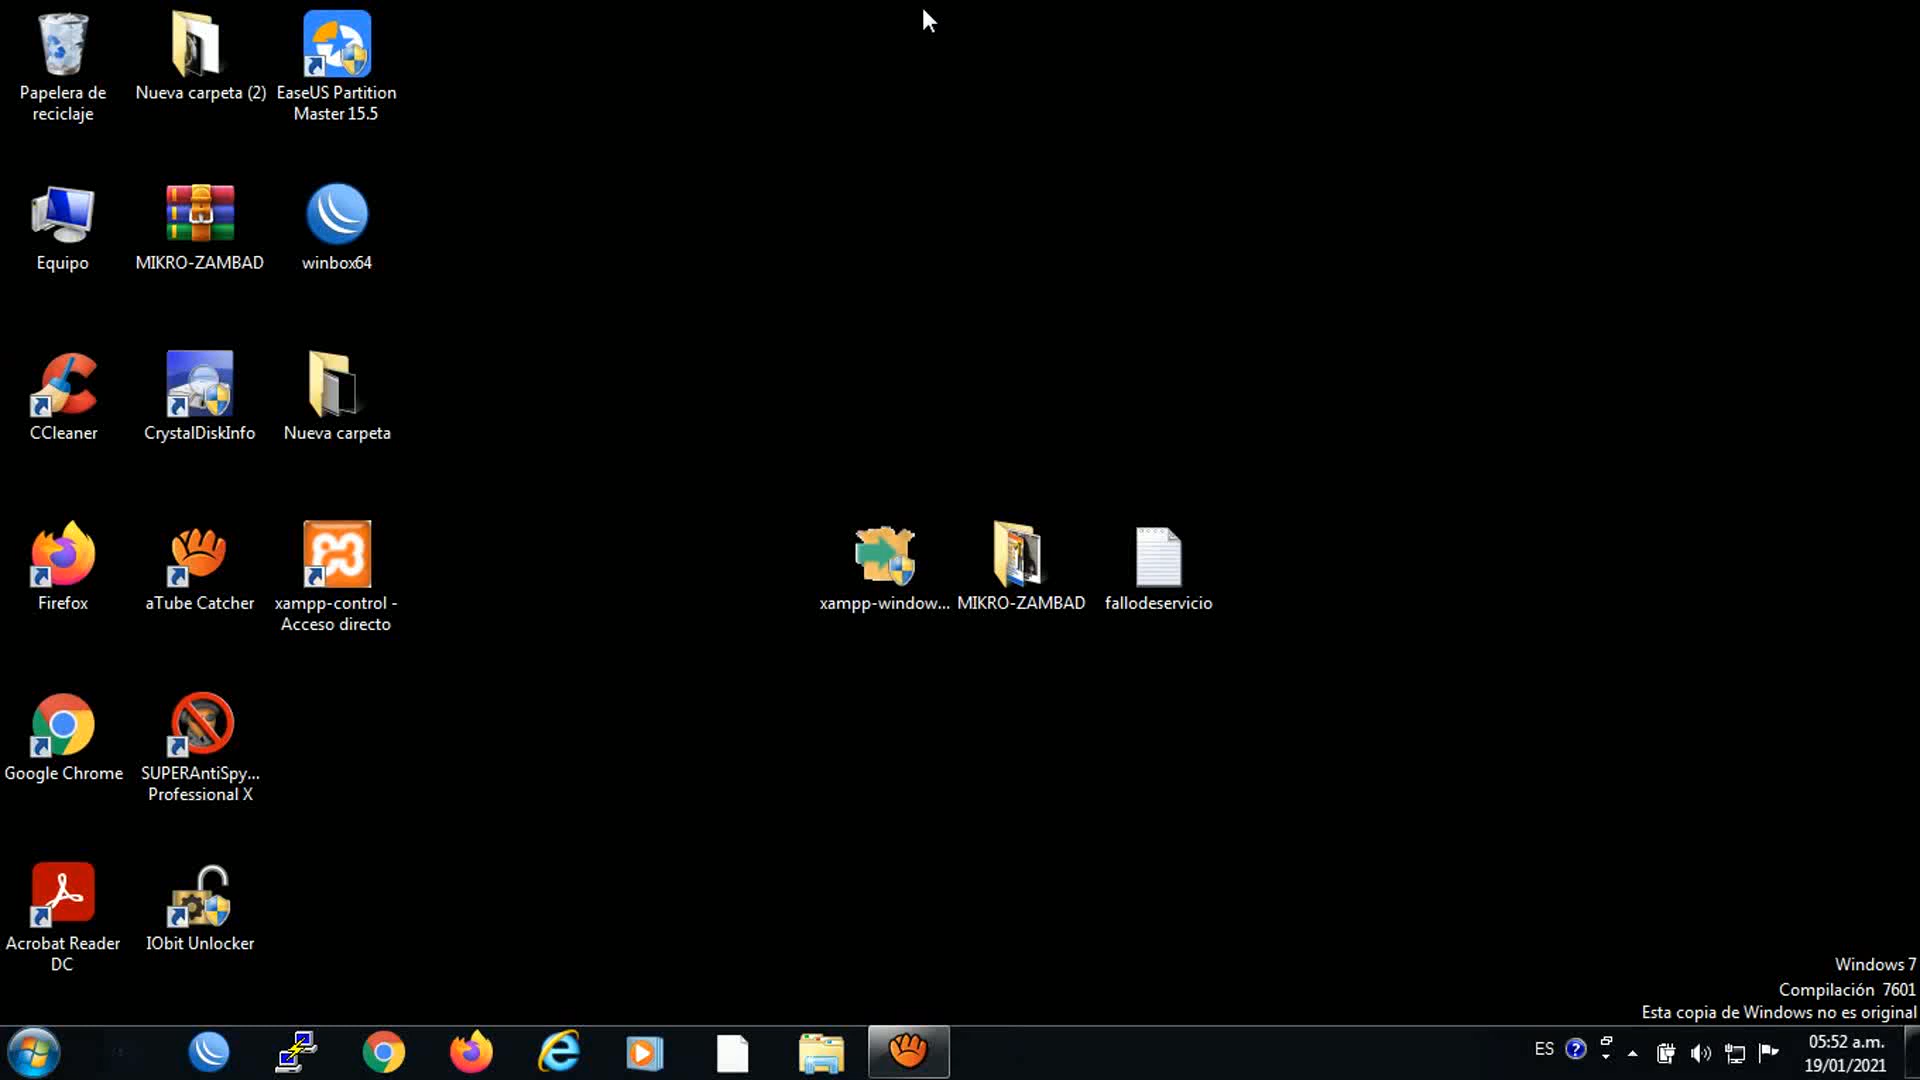 Papelera de
reciclaje
Nueva carpeta (2)
EaseUS Partition
Master 15.5
Equipo
MIKRO-ZAMBAD
winbox64
CCleaner
CrystalDiskInfo
Nueva carpeta
Firefox
aTube Catcher
xampp-control -
Acceso directo
xampp-window...
MIKRO-ZAMBAD
fallodeservicio
Google Chrome
SUPERAntiSpy...
Professional X
Acrobat Reader
DC
IObit Unlocker
Windows 7
Compilación 7601
Esta copia de Windows no es original
ES
05:52 a.m.
19/01/2021